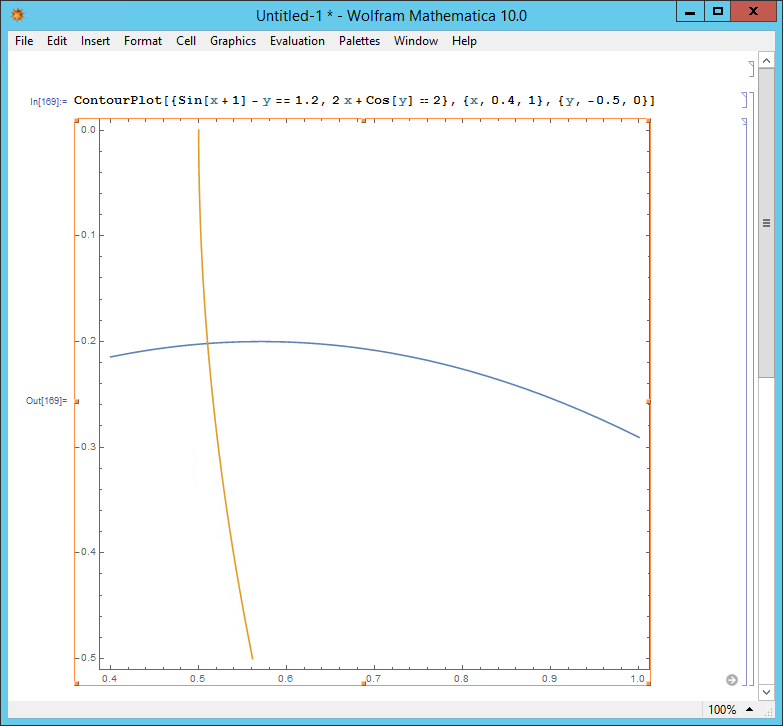 Untitled-1 * - Wolfram Mathematica 10.0
File Edit Insert Format Cell Graphics Evaluation Palettes Window Help
In[169]:= ContourPlot[{Sin[x + 1] - y == 1.2, 2 x + Cos[y] == 2}, {x, 0.4, 1}, {y, -0.5, 0}]
0.0
-0.1
-0.2
Out[169]=
-0.3
-0.4
-0.5
0.4 0.5 0.6 0.7 0.8 0.9 1.0
100%